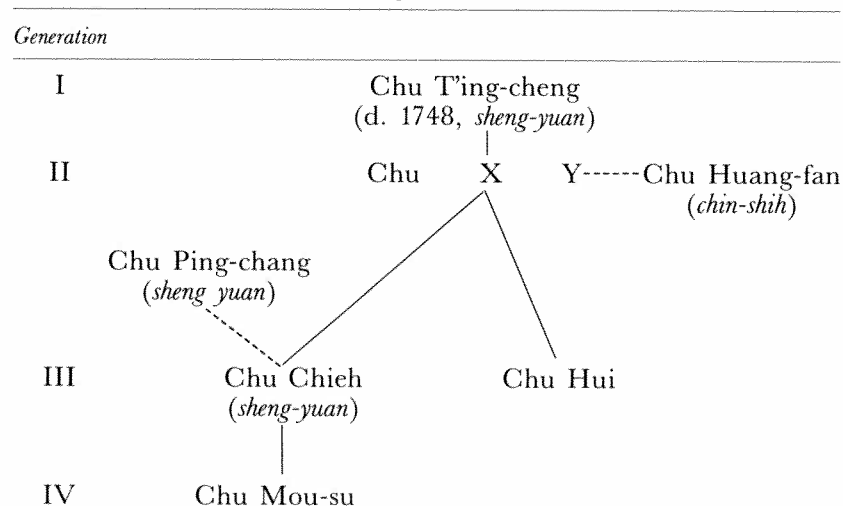 Generation
I Chu T'ing-cheng
(d. 1748, sheng-yuan)
II Chu X Y------Chu Huang-fan
(chin-shih)
Chu Ping-chang
(sheng yuan)
III Chu Chieh Chu Hui
(sheng-yuan)
IV Chu Mou-su